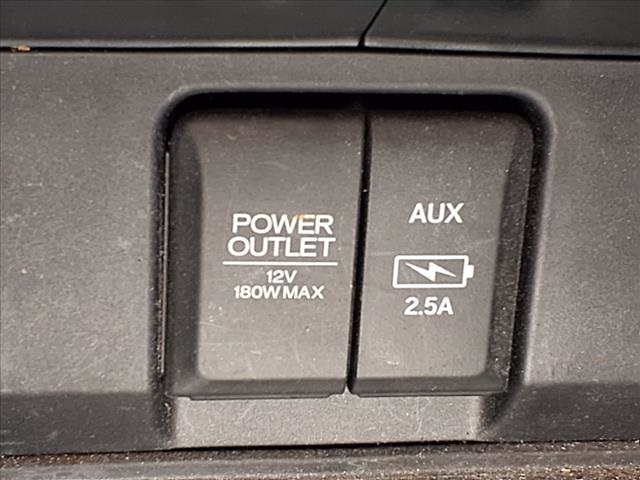 POWER
OUTLET
12V
180W MAX
AUX
2.5A